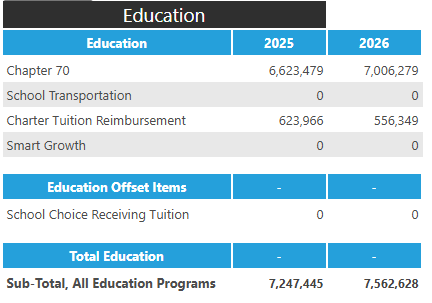 Education
Education 2025 2026
Chapter 70 6,623,479 7,006,279
School Transportation 0 0
Charter Tuition Reimbursement 623,966 556,349
Smart Growth 0 0
Education Offset Items - -
School Choice Receiving Tuition 0 0
Total Education - -
Sub-Total, All Education Programs 7,247,445 7,562,628